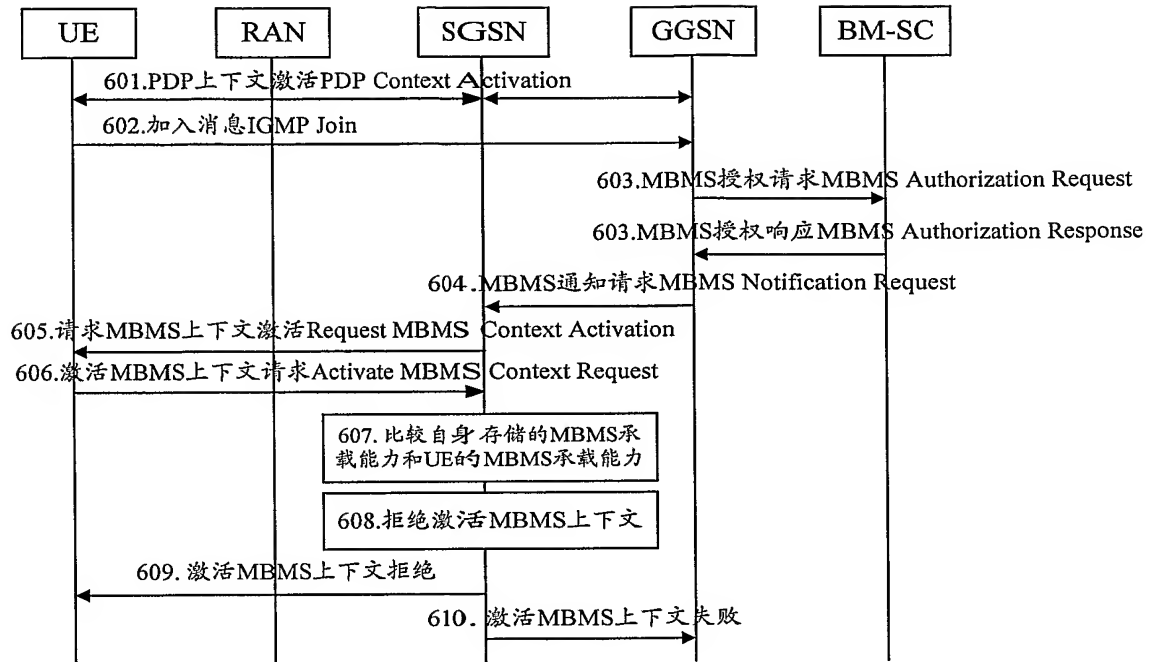 UE RAN SGSN GGSN BM-SC
601.PDP上下文激活PDP Context Activation
602.加入消息IGMP Join
603.MBMS授权请求MBMS Authorization Request
603.MBMS授权响应MBMS Authorization Response
604.MBMS通知请求MBMS Notification Request
605.请求MBMS上下文激活Request MBMS Context Activation
606.激活MBMS上下文请求Activate MBMS Context Request
607.比较自身存储的MBMS承
载能力和UE的MBMS承载能力
608.拒绝激活MBMS上下文
609.激活MBMS上下文拒绝
610.激活MBMS上下文失败